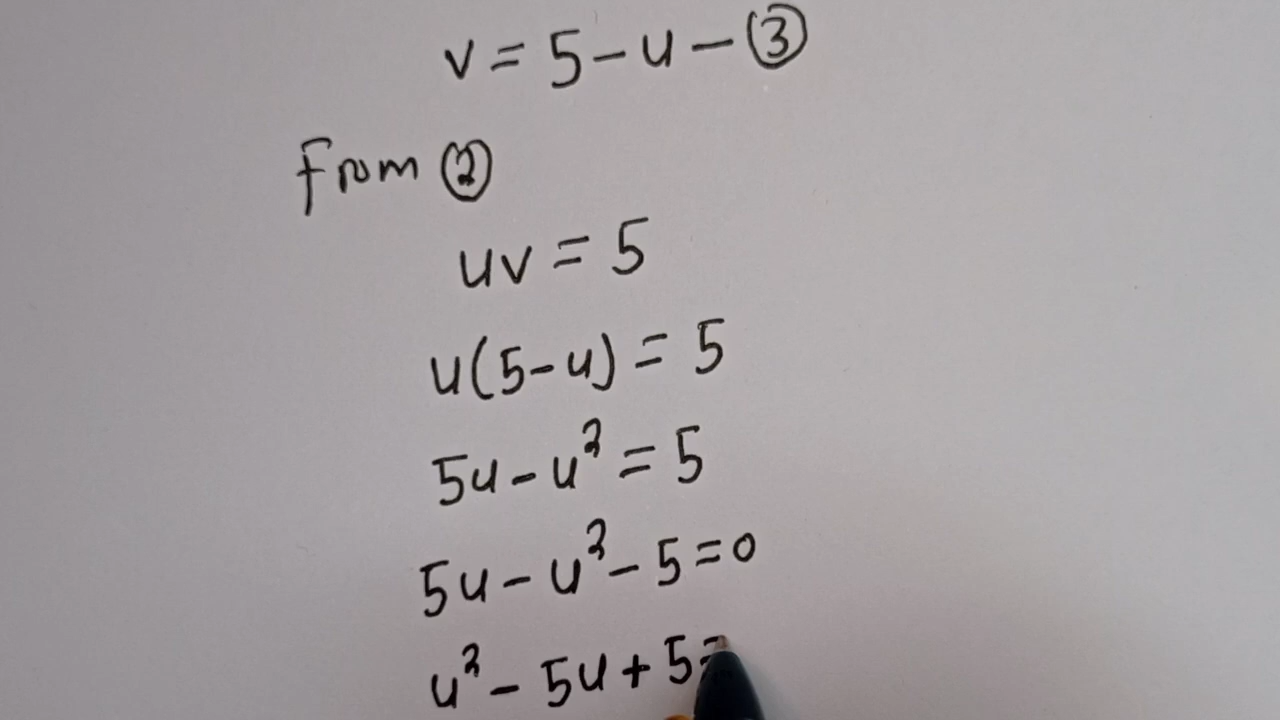 v = 5 - u - ③
From ②
uv = 5
u(5-u) = 5
5u - u² = 5
5u - u² - 5 = 0
u² - 5u + 5 =